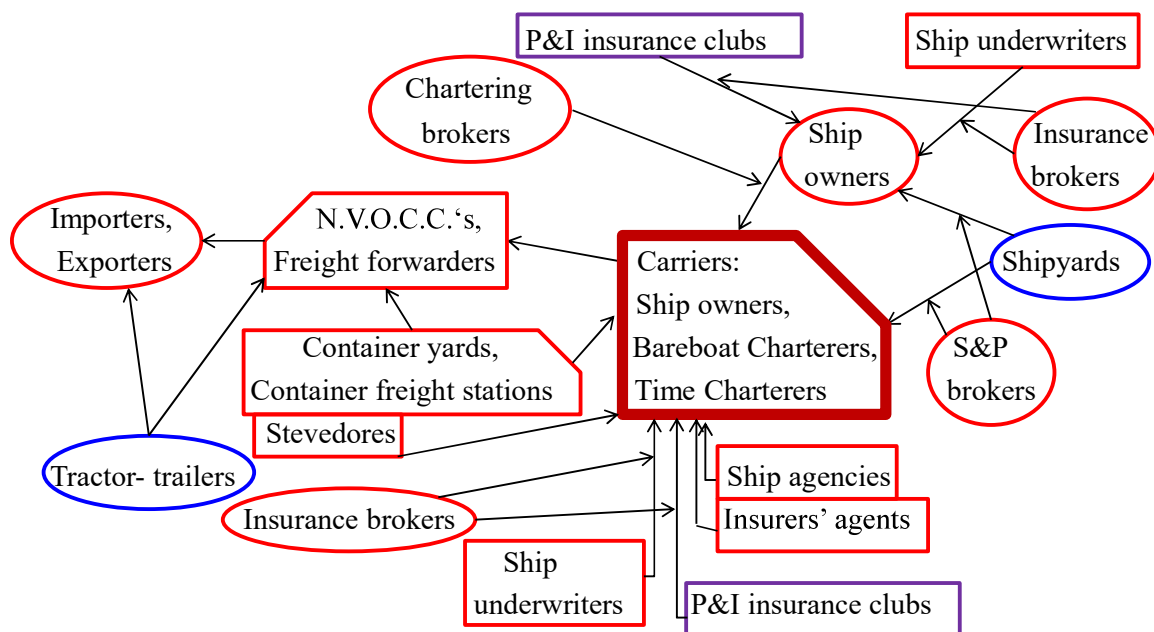 P&I insurance clubs
Ship underwriters
Chartering
brokers
Ship
owners
Insurance
brokers
Importers,
Exporters
N.V.O.C.C.‘s,
Freight forwarders
Carriers:
Ship owners,
Bareboat Charterers,
Time Charterers
Shipyards
S&P
brokers
Container yards,
Container freight stations
Stevedores
Tractor- trailers
Insurance brokers
Ship agencies
Insurers’ agents
Ship
underwriters
P&I insurance clubs